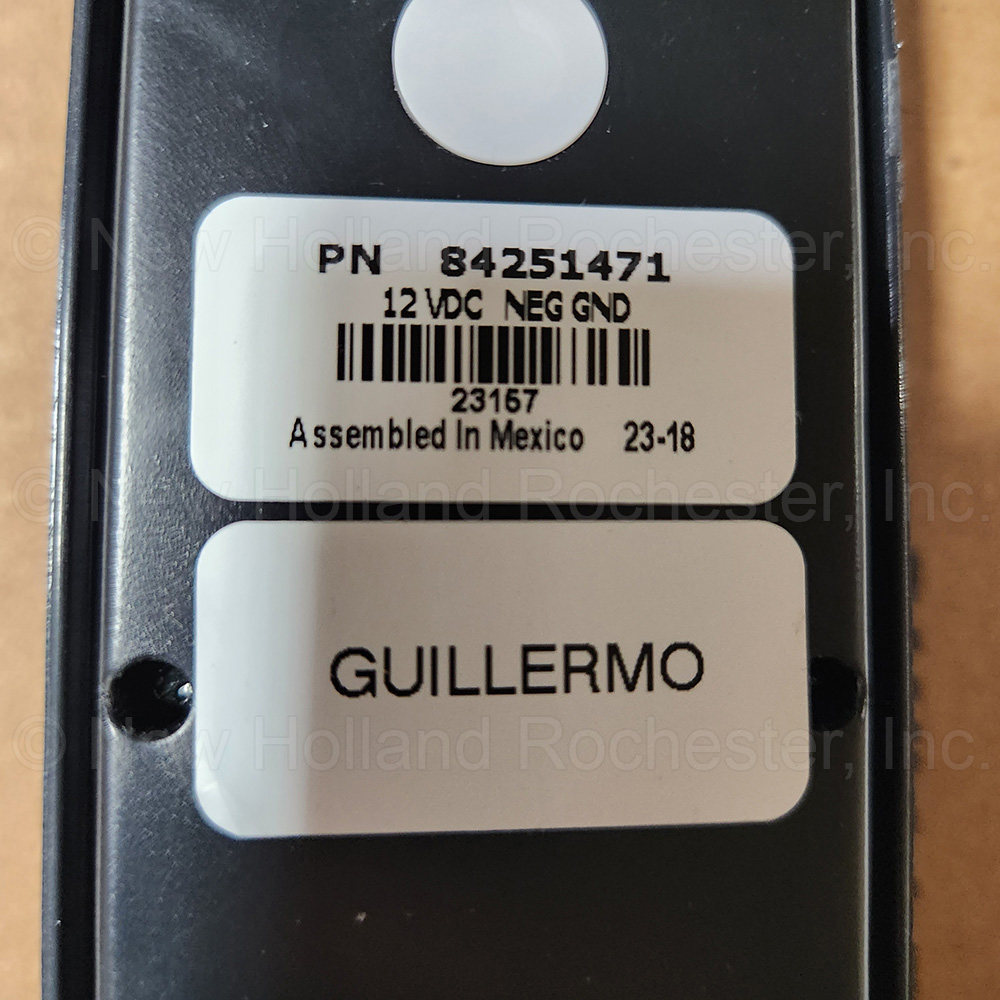 © New Holland Rochester, Inc.
PN 84251471
12 VDC NEG GND
23167
Assembled In Mexico 23-18
© New Holland Rochester, Inc.
GUILLERMO
© New Holland Rochester, Inc.